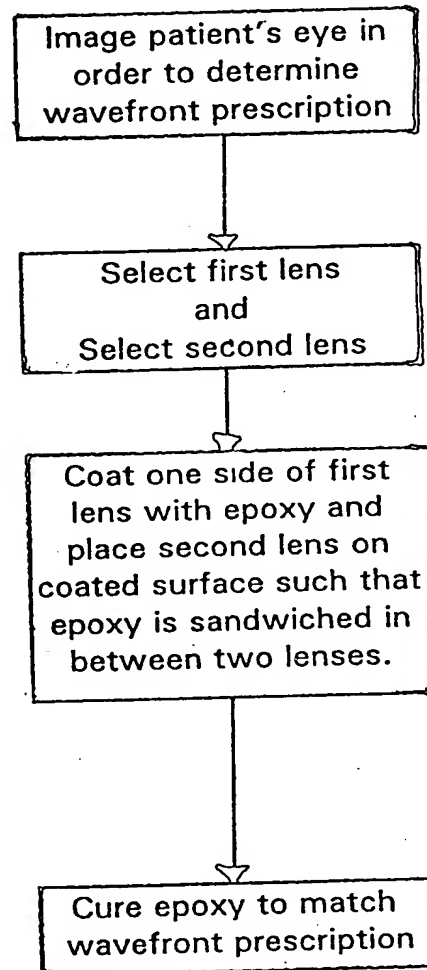 Image patient's eye in
order to determine
wavefront prescription
Select first lens
and
Select second lens
Coat one side of first
lens with epoxy and
place second lens on
coated surface such that
epoxy is sandwiched in
between two lenses.
Cure epoxy to match
wavefront prescription